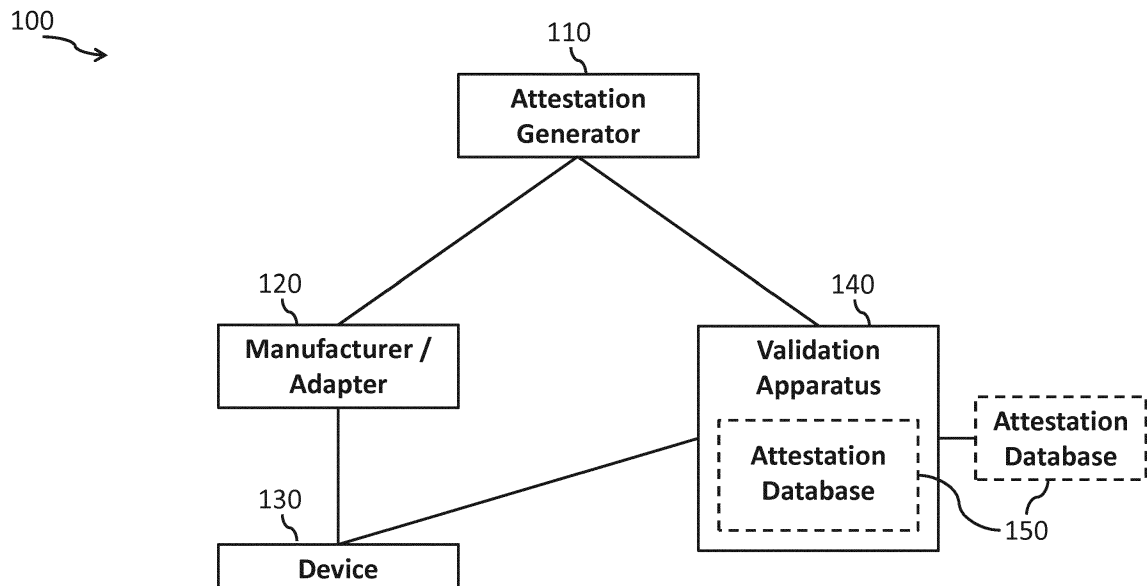 100
110
Attestation
Generator
120
Manufacturer /
Adapter
140
Validation
Apparatus
Attestation
Database
Attestation
Database
150
130
Device